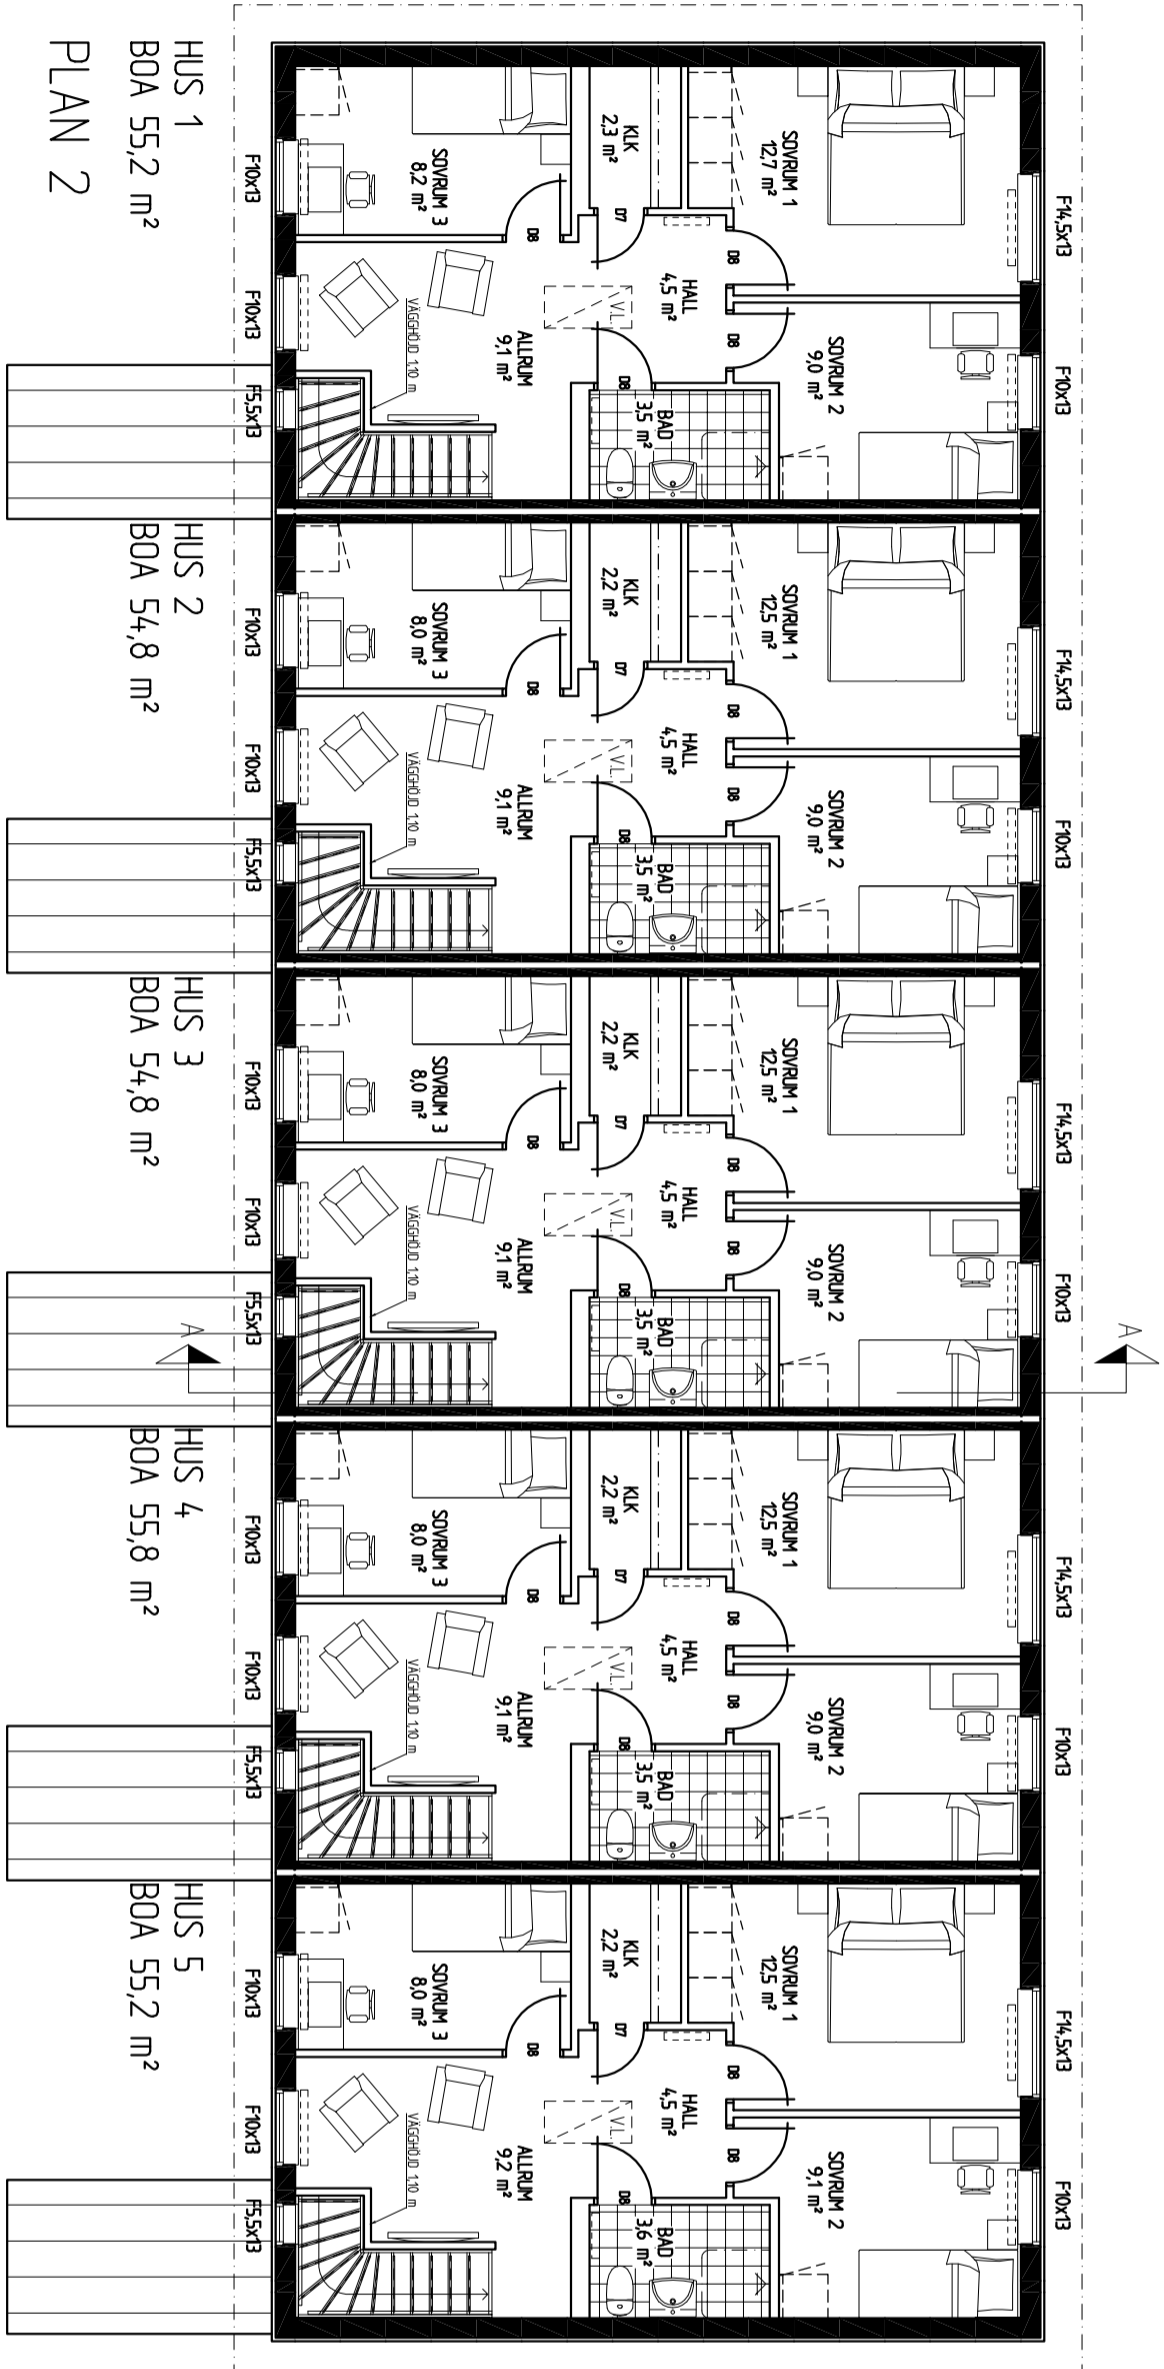 F14,5x13
F10x13
SOVRUM 1
12,7 m²
SOVRUM 2
9,0 m²
D8
D8
HALL
4,5 m²
KLK
2,3 m²
D7
V.L.
D8
BAD
3,5 m²
D8
ALLRUM
9,1 m²
SOVRUM 3
8,2 m²
VÄGGHÖJD 1,10 m
F10x13
F10x13
F5,5x13
HUS 1
BOA 55,2 m²
F14,5x13
F10x13
SOVRUM 1
12,5 m²
SOVRUM 2
9,0 m²
D8
D8
HALL
4,5 m²
KLK
2,2 m²
D7
V.L.
D8
BAD
3,5 m²
D8
ALLRUM
9,1 m²
SOVRUM 3
8,0 m²
VÄGGHÖJD 1,10 m
F10x13
F10x13
F5,5x13
HUS 2
BOA 54,8 m²
F14,5x13
F10x13
SOVRUM 1
12,5 m²
SOVRUM 2
9,0 m²
D8
D8
HALL
4,5 m²
KLK
2,2 m²
D7
V.L.
D8
BAD
3,5 m²
D8
ALLRUM
9,1 m²
SOVRUM 3
8,0 m²
VÄGGHÖJD 1,10 m
F10x13
F10x13
F5,5x13
A
A
HUS 3
BOA 54,8 m²
F14,5x13
F10x13
SOVRUM 1
12,5 m²
SOVRUM 2
9,0 m²
D8
D8
HALL
4,5 m²
KLK
2,2 m²
D7
V.L.
D8
BAD
3,5 m²
D8
ALLRUM
9,1 m²
SOVRUM 3
8,0 m²
VÄGGHÖJD 1,10 m
F10x13
F10x13
F5,5x13
HUS 4
BOA 55,8 m²
F14,5x13
F10x13
SOVRUM 1
12,5 m²
SOVRUM 2
9,1 m²
D8
D8
HALL
4,5 m²
KLK
2,2 m²
D7
V.L.
D8
BAD
3,6 m²
D8
ALLRUM
9,2 m²
SOVRUM 3
8,0 m²
VÄGGHÖJD 1,10 m
F10x13
F10x13
F5,5x13
HUS 5
BOA 55,2 m²
PLAN 2